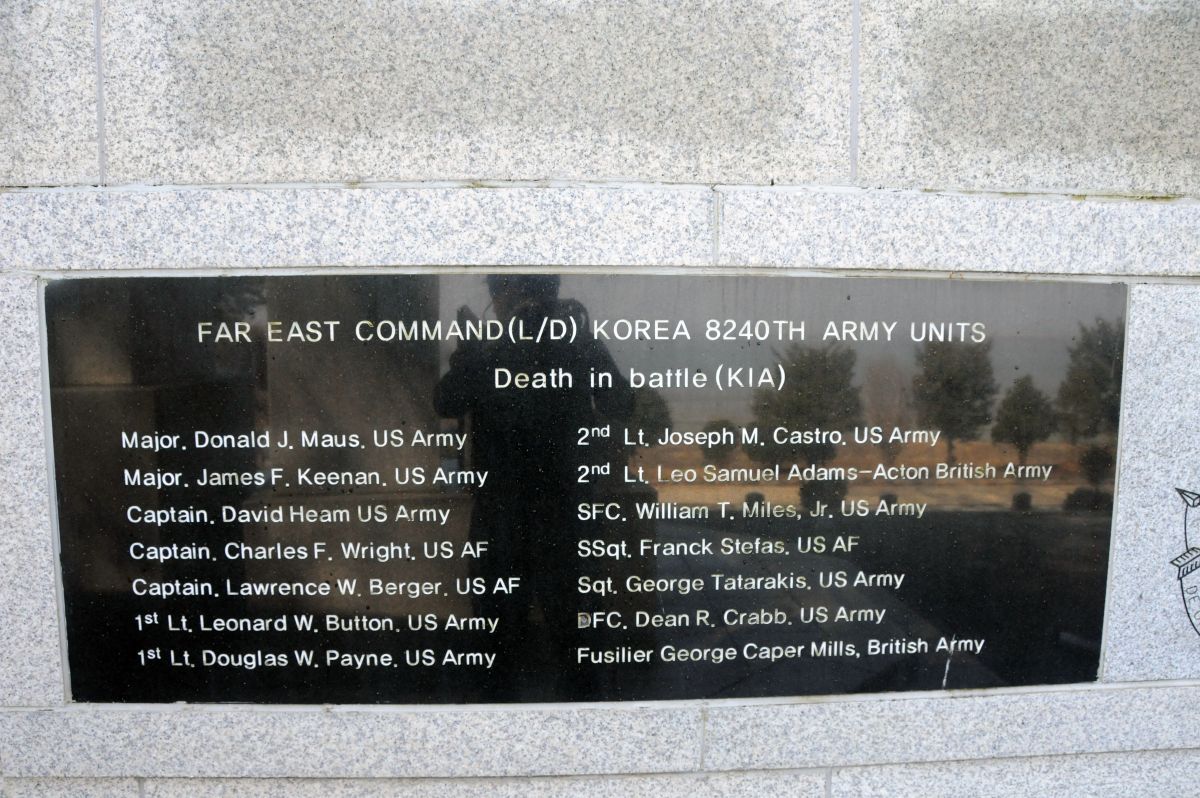 FAR EAST COMMAND(L/D) KOREA 8240TH ARMY UNITS
Death in battle(KIA)
Major. Donald J. Maus. US Army
Major. James F. Keenan. US Army
Captain. David Heam US Army
Captain. Charles F. Wright. US AF
Captain. Lawrence W. Berger. US AF
1st Lt. Leonard W. Button. US Army
1st Lt. Douglas W. Payne. US Army
2nd Lt. Joseph M. Castro. US Army
2nd Lt. Leo Samuel Adams-Acton British Army
SFC. William T. Miles, Jr. US Army
SSqt. Franck Stefas. US AF
Sqt. George Tatarakis. US Army
DFC. Dean R. Crabb. US Army
Fusilier George Caper Mills, British Army